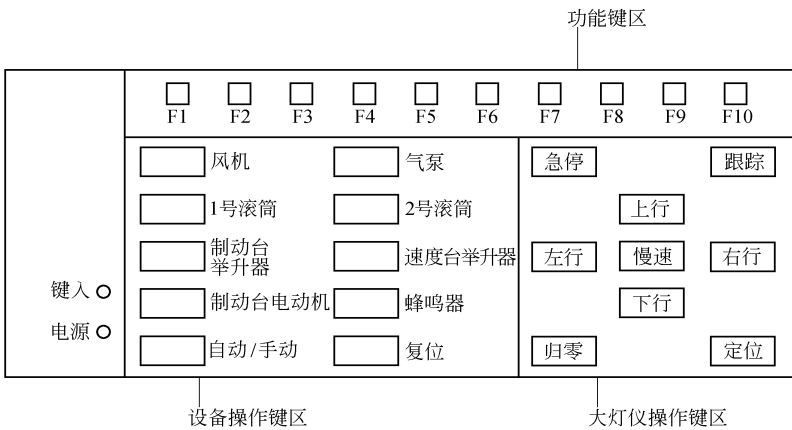 功能键区
F1 F2 F3 F4 F5 F6 F7 F8 F9 F10
风机 气泵 急停 跟踪
1号滚筒 2号滚筒 上行
制动台
举升器
速度台举升器 左行 慢速 右行
键入
制动台电动机 蜂鸣器 下行
电源
自动/手动 复位 归零 定位
设备操作键区 大灯仪操作键区